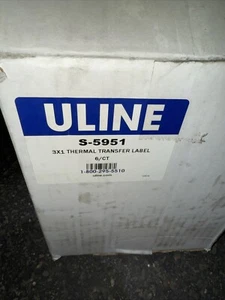 ULINE
S-5951
3X1 THERMAL TRANSFER LABEL
6/CT
1-800-295-5510